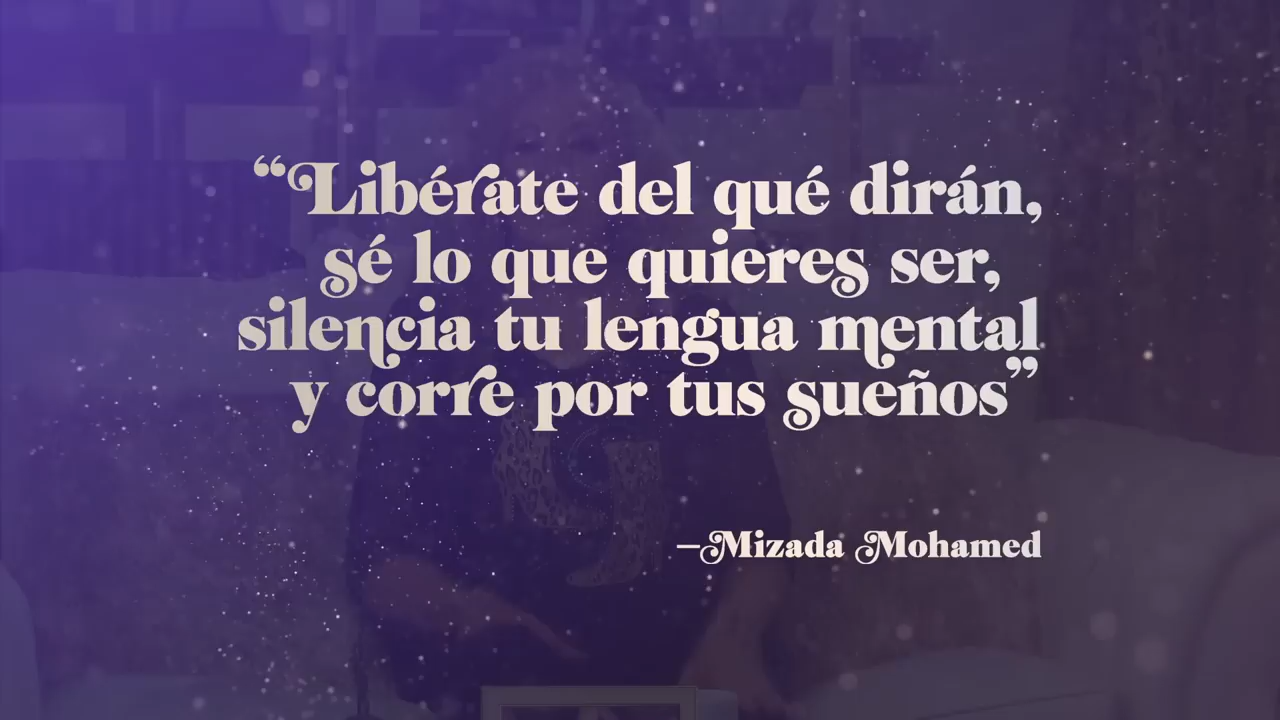 “Libérate del qué dirán,
sé lo que quieres ser,
silencia tu lengua mental
y corre por tus sueños”
—Mizada Mohamed